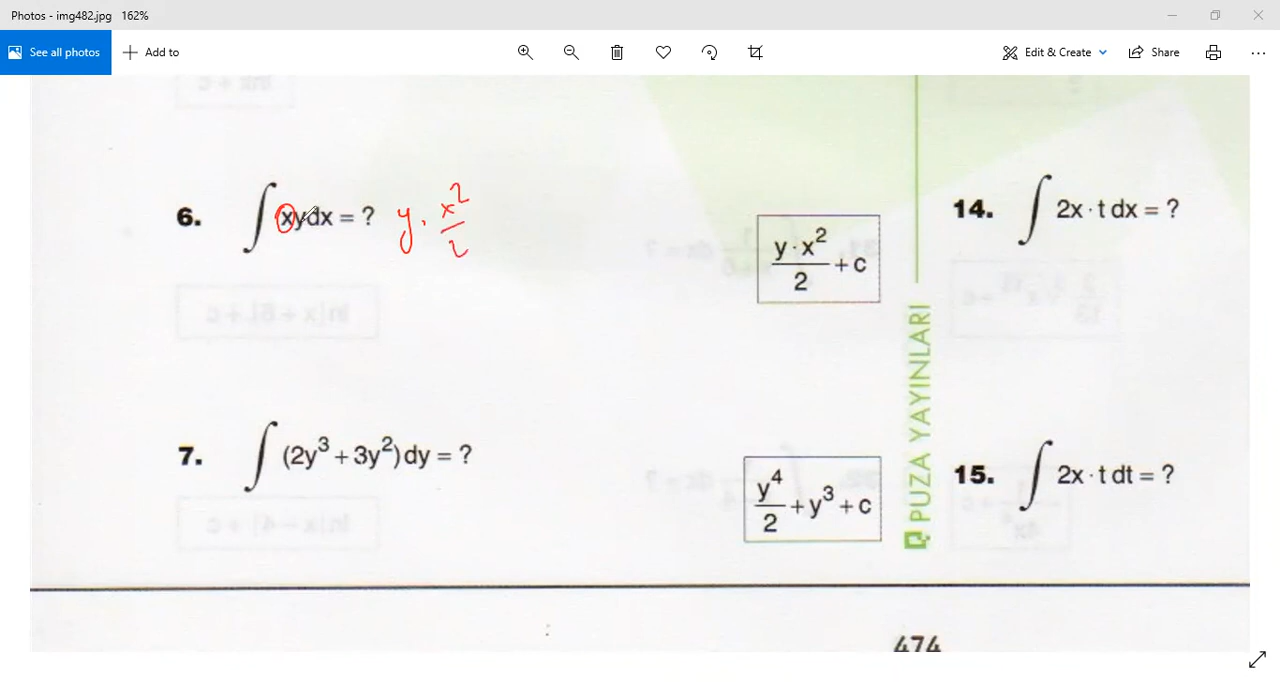 Photos - img482.jpg 162%
See all photos
Add to
Edit & Create
Share
6. ∫ xydx = ? y · x²/2
y · x²/2 + c
7. ∫ (2y³ + 3y²) dy = ?
y⁴/2 + y³ + c
PUZA YAYINLARI
14. ∫ 2x · t dx = ?
15. ∫ 2x · t dt = ?
474